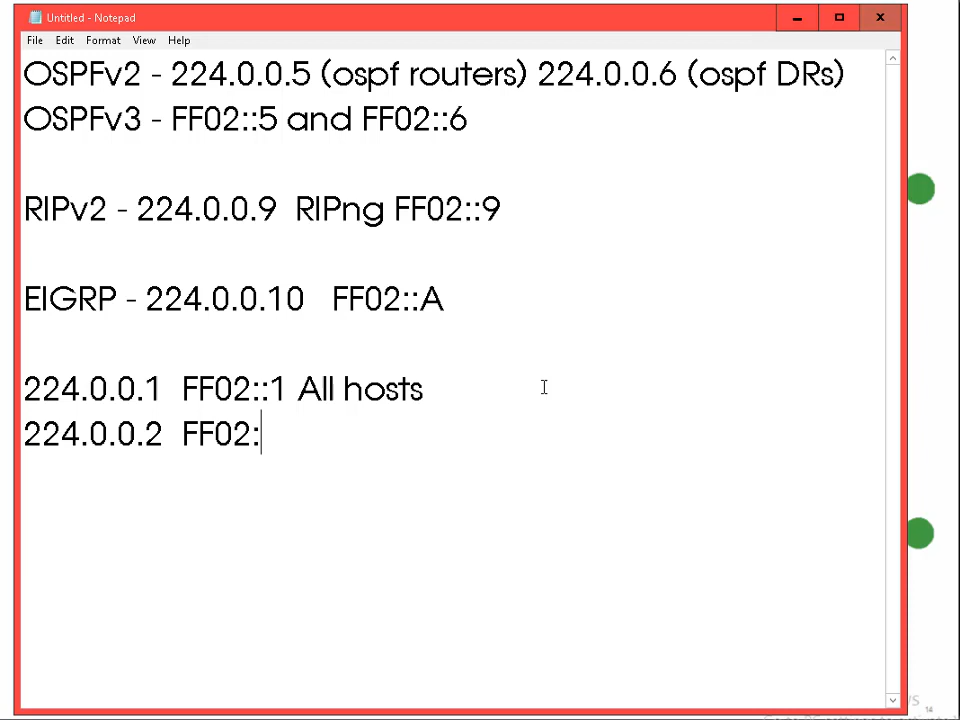 Untitled - Notepad
File Edit Format View Help
OSPFv2 - 224.0.0.5 (ospf routers) 224.0.0.6 (ospf DRs)
OSPFv3 - FF02::5 and FF02::6
RIPv2 - 224.0.0.9 RIPng FF02::9
EIGRP - 224.0.0.10 FF02::A
224.0.0.1 FF02::1 All hosts
224.0.0.2 FF02:
14